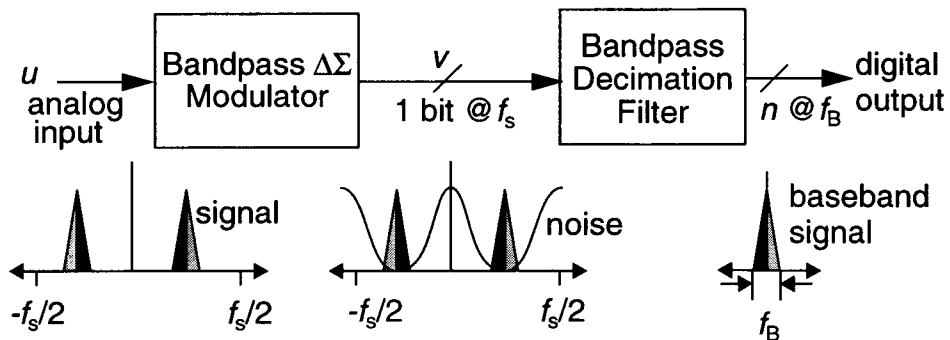 u
analog
input
Bandpass ΔΣ
Modulator
v
1 bit @ fs
Bandpass
Decimation
Filter
n @ fB
digital
output
signal
-fs/2
fs/2
noise
-fs/2
fs/2
baseband
signal
fB